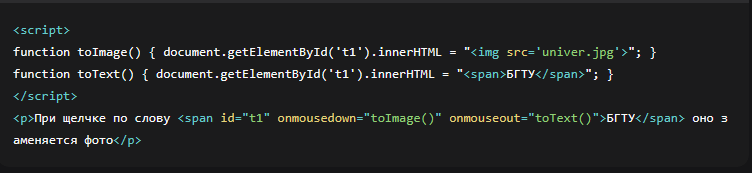 <script>
function toImage() { document.getElementById('t1').innerHTML = "<img src='univer.jpg'>"; }
function toText() { document.getElementById('t1').innerHTML = "<span>БГТУ</span>"; }
</script>
<p>При щелчке по слову <span id="t1" onmousedown="toImage()" onmouseout="toText()">БГТУ</span> оно з
аменяется фото</p>